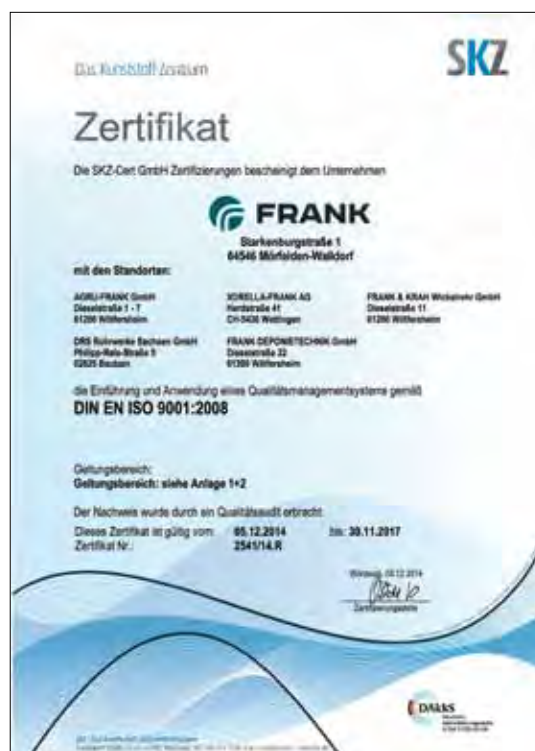 Das Kunststoff-Zentrum
SKZ
Zertifikat
Die SKZ-Cert GmbH Zertifizierungen bescheinigt dem Unternehmen
FRANK
Starkenburgstraße 1
64546 Mörfelden-Walldorf
mit den Standorten:
AGRU-FRANK GmbH
Dieselstraße 1 - 7
61200 Wölfersheim
XORELLA-FRANK AG
Hardstraße 41
CH-5430 Wettingen
FRANK & KRAH Wickelrohr GmbH
Dieselstraße 11
61200 Wölfersheim
DRS Rohrwerke Sachsen GmbH
02625 Bautzen
FRANK DEPONIETECHNIK GmbH
Dieselstraße 22
Wölfersheim
die Einführung und Anwendung eines Qualitätsmanagementsystems gemäß
DIN EN ISO 9001:2008
Geltungsbereich:
Geltungsbereich: siehe Anlage 1+2
Der Nachweis wurde durch ein Qualitätsaudit erbracht
Dieses Zertifikat ist gültig vom: 05.12.2014 bis: 30.11.2017
Zertifikat Nr.: 2541/14.R
Würzburg, 05.12.2014
Zertifizierungsstelle
DAkkS